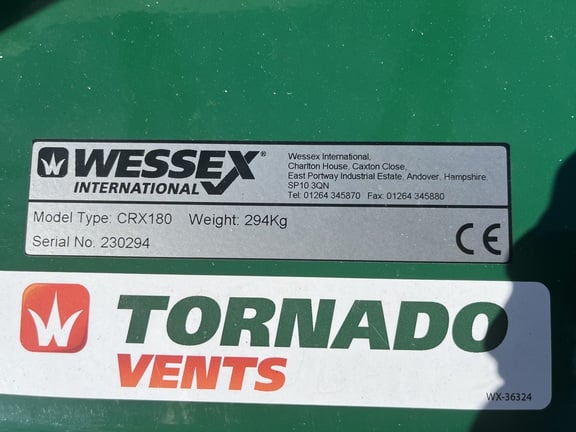 WESSEX®
INTERNATIONAL
Wessex International,
Charlton House, Caxton Close,
East Portway Industrial Estate, Andover, Hampshire,
SP10 3QN
Tel: 01264 345870 Fax: 01264 345880
Model Type: CRX180 Weight: 294Kg
Serial No. 230294
CE
TORNADO
VENTS
WX-36324